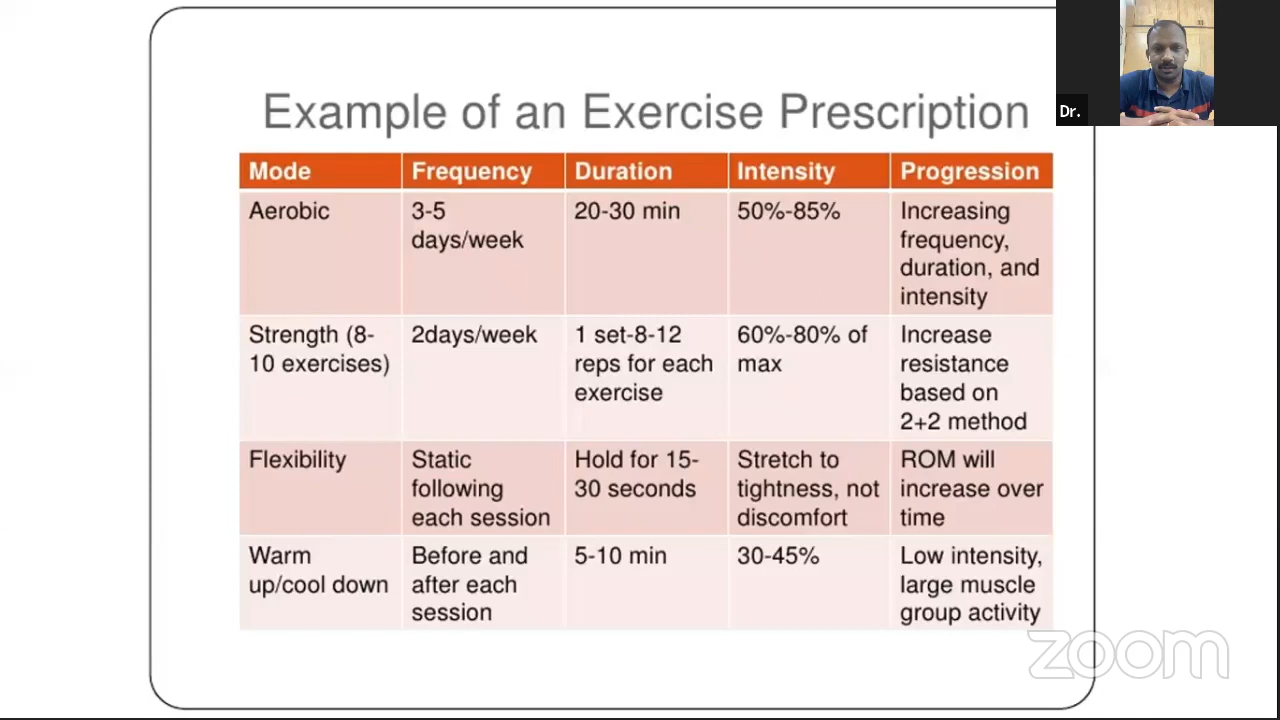 Example of an Exercise Prescription
Dr.
Mode Frequency Duration Intensity Progression
Aerobic
3-5
days/week
20-30 min
50%-85%
Increasing
frequency,
duration, and
intensity
Strength (8-
10 exercises)
2days/week
1 set-8-12
reps for each
exercise
60%-80% of
max
Increase
resistance
based on
2+2 method
Flexibility
Static
following
each session
Hold for 15-
30 seconds
Stretch to
tightness, not
discomfort
ROM will
increase over
time
Warm
up/cool down
Before and
after each
session
5-10 min
30-45%
Low intensity,
large muscle
group activity
zoom